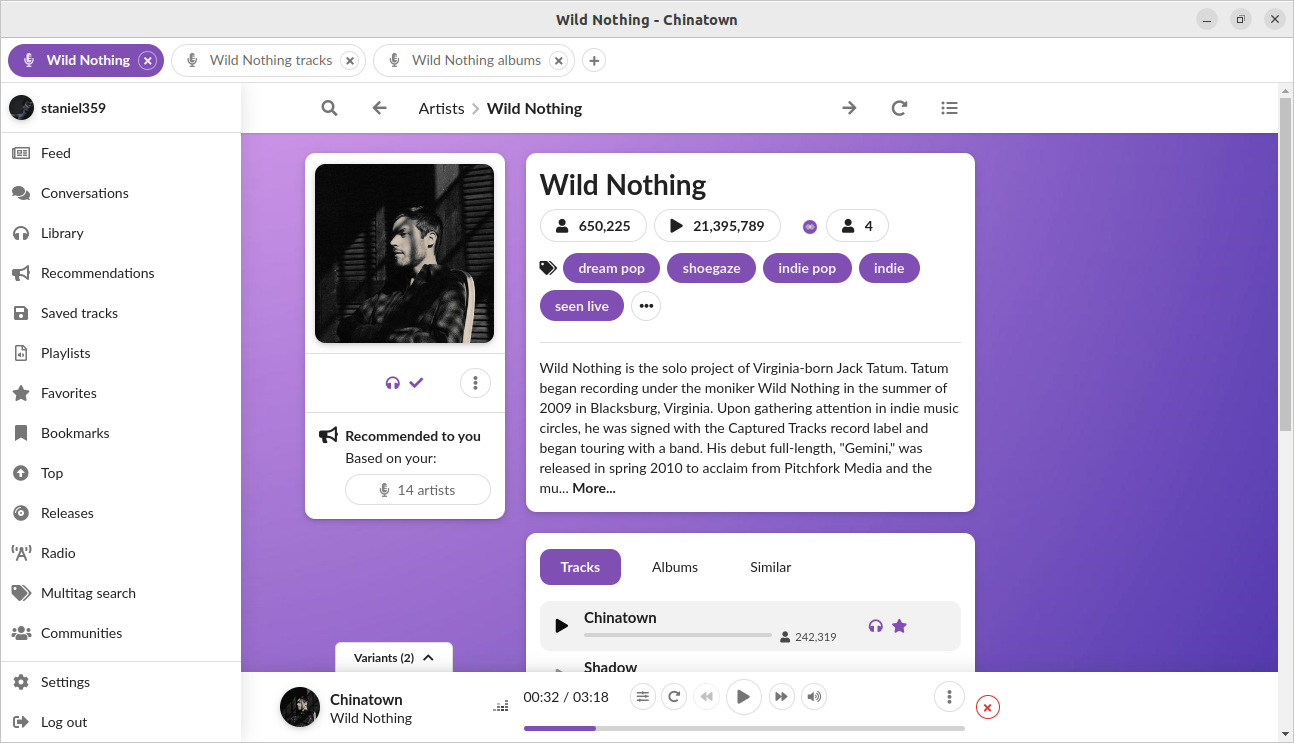 Wild Nothing - Chinatown
Wild Nothing
Wild Nothing tracks
Wild Nothing albums
staniel359
Artists > Wild Nothing
Feed
Conversations
Library
Recommendations
Saved tracks
Playlists
Favorites
Bookmarks
Top
Releases
Radio
Multitag search
Communities
Settings
Log out
Recommended to you
Based on your:
14 artists
Wild Nothing
650,225
21,395,789
4
dream pop
shoegaze
indie pop
indie
seen live
Wild Nothing is the solo project of Virginia-born Jack Tatum. Tatum
began recording under the moniker Wild Nothing in the summer of
2009 in Blacksburg, Virginia. Upon gathering attention in indie music
circles, he was signed with the Captured Tracks record label and
began touring with a band. His debut full-length, "Gemini," was
released in spring 2010 to acclaim from Pitchfork Media and the
mu... More...
Tracks
Albums
Similar
Chinatown
242,319
Shadow
Variants (2)
Chinatown
Wild Nothing
00:32 / 03:18